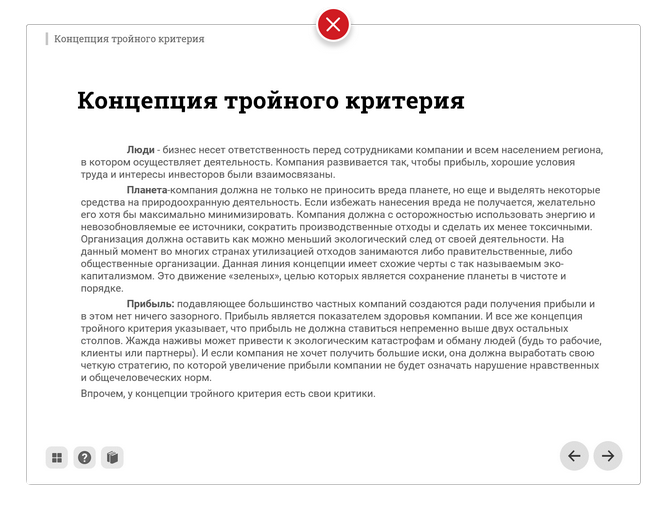 Концепция тройного критерия
Концепция тройного критерия
Люди - бизнес несет ответственность перед сотрудниками компании и всем населением региона,
в котором осуществляет деятельность. Компания развивается так, чтобы прибыль, хорошие условия
труда и интересы инвесторов были взаимосвязаны.
Планета-компания должна не только не приносить вреда планете, но еще и выделять некоторые
средства на природоохранную деятельность. Если избежать нанесения вреда не получается, желательно
его хотя бы максимально минимизировать. Компания должна с осторожностью использовать энергию и
невозобновляемые ее источники, сократить производственные отходы и сделать их менее токсичными.
Организация должна оставить как можно меньший экологический след от своей деятельности. На
данный момент во многих странах утилизацией отходов занимаются либо правительственные, либо
общественные организации. Данная линия концепции имеет схожие черты с так называемым эко-
капитализмом. Это движение «зеленых», целью которых является сохранение планеты в чистоте и
порядке.
Прибыль: подавляющее большинство частных компаний создаются ради получения прибыли и
в этом нет ничего зазорного. Прибыль является показателем здоровья компании. И все же концепция
тройного критерия указывает, что прибыль не должна ставиться непременно выше двух остальных
столпов. Жажда наживы может привести к экологическим катастрофам и обману людей (будь то рабочие,
клиенты или партнеры). И если компания не хочет получить большие иски, она должна выработать свою
четкую стратегию, по которой увеличение прибыли компании не будет означать нарушение нравственных
и общечеловеческих норм.
Впрочем, у концепции тройного критерия есть свои критики.